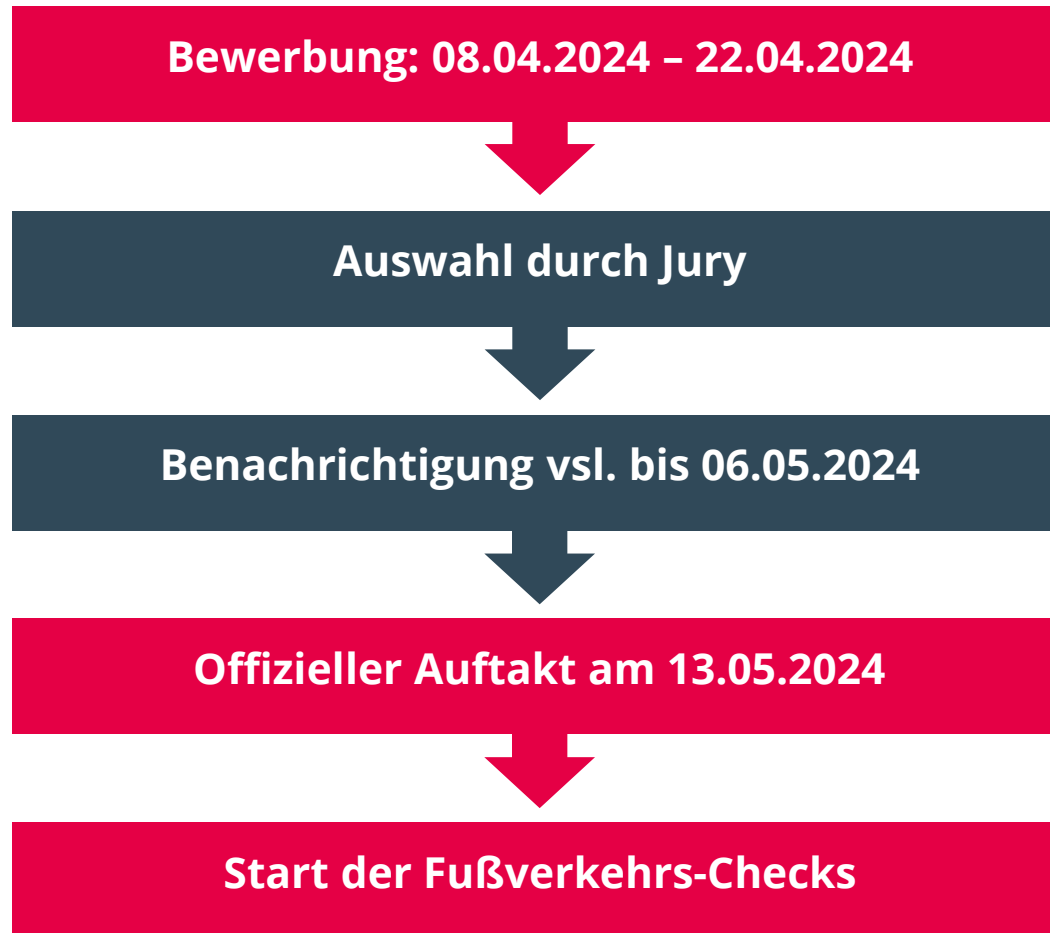 Bewerbung: 08.04.2024 – 22.04.2024
Auswahl durch Jury
Benachrichtigung vsl. bis 06.05.2024
Offizieller Auftakt am 13.05.2024
Start der Fußverkehrs-Checks